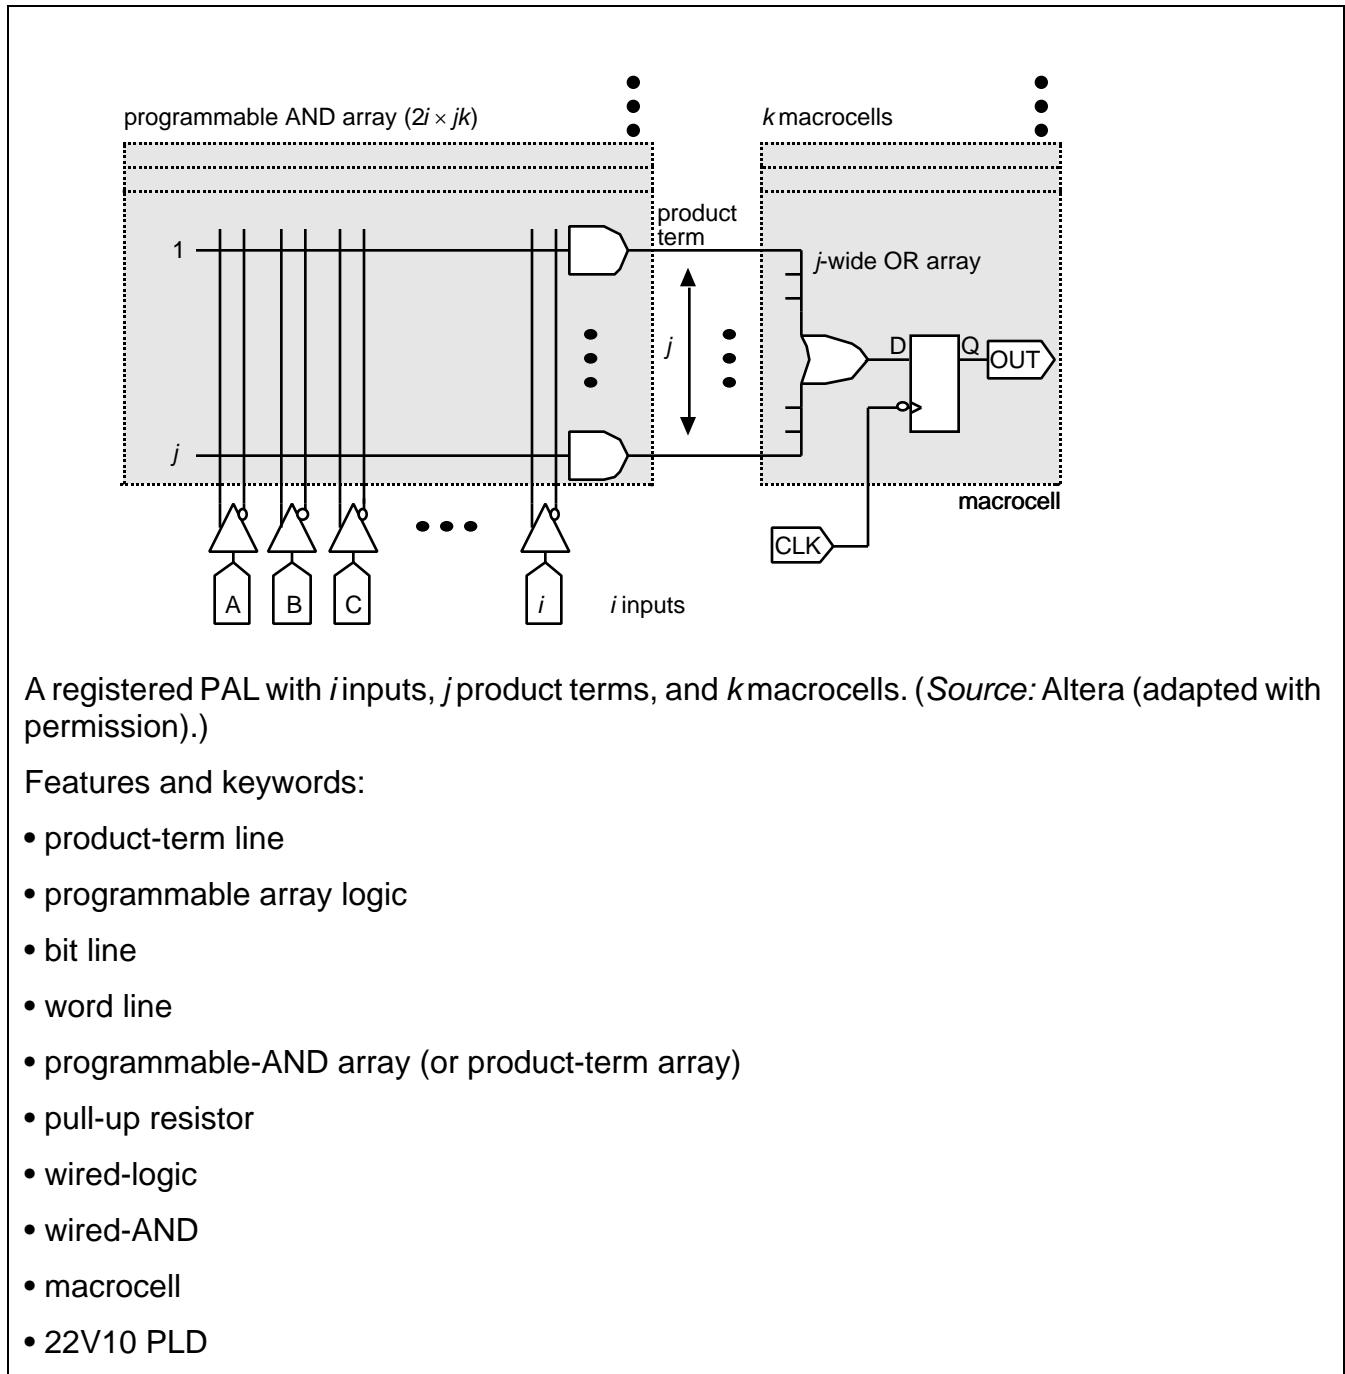 programmable AND array (2i × jk)
k macrocells
product
term
1
j-wide OR array
j
D
Q
OUT
j
macrocell
CLK
A
B
C
i
i inputs
A registered PAL with i inputs, j product terms, and k macrocells. (Source: Altera (adapted with
permission).)
Features and keywords:
• product-term line
• programmable array logic
• bit line
• word line
• programmable-AND array (or product-term array)
• pull-up resistor
• wired-logic
• wired-AND
• macrocell
• 22V10 PLD